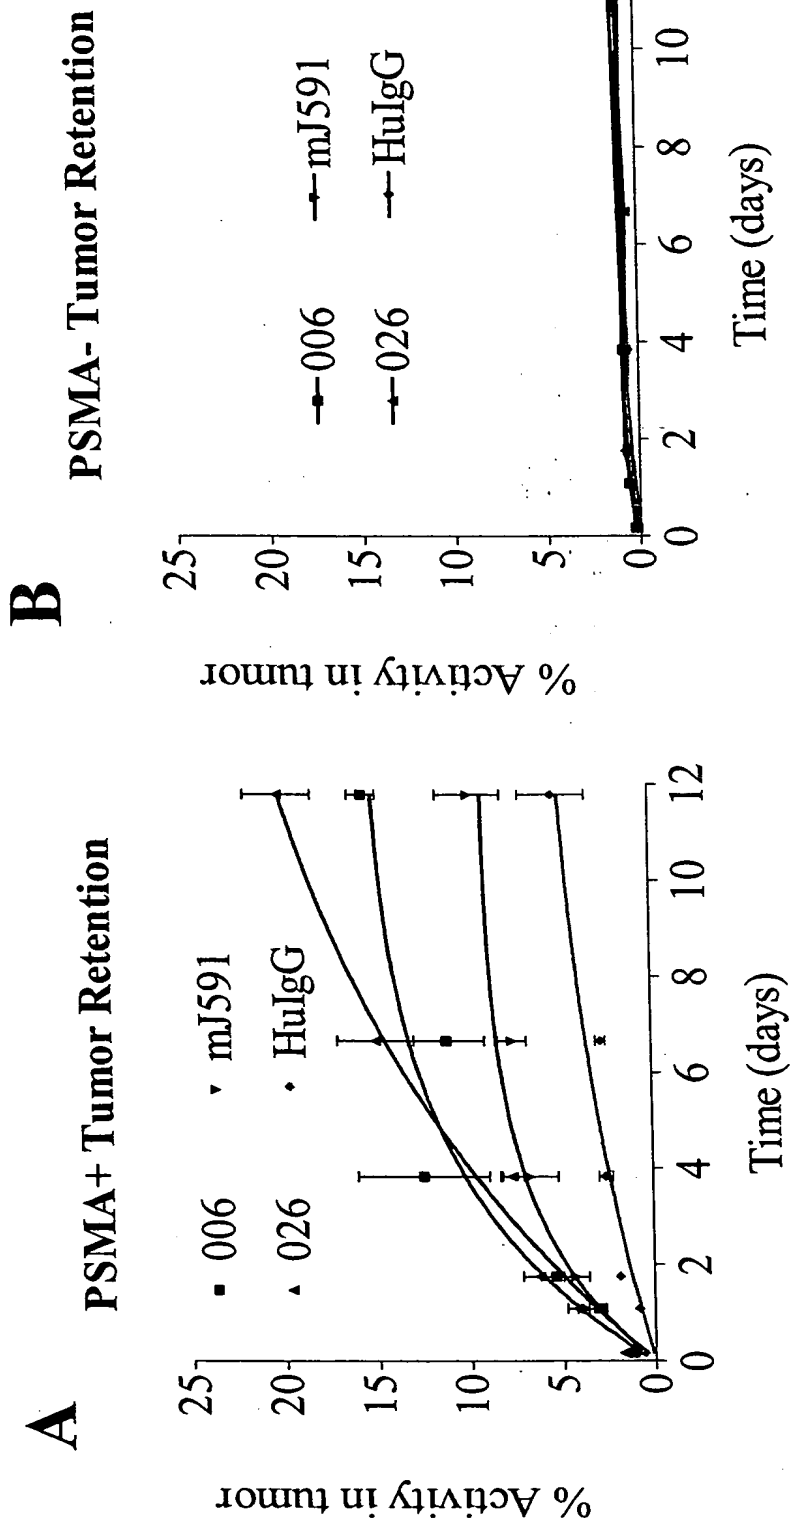 A
PSMA+ Tumor Retention
006
mJ591
026
HuIgG
% Activity in tumor
25
20
15
10
5
0
0 2 4 6 8 10 12
Time (days)
B
PSMA- Tumor Retention
006
mJ591
026
HuIgG
% Activity in tumor
25
20
15
10
5
0
0 2 4 6 8 10
Time (days)